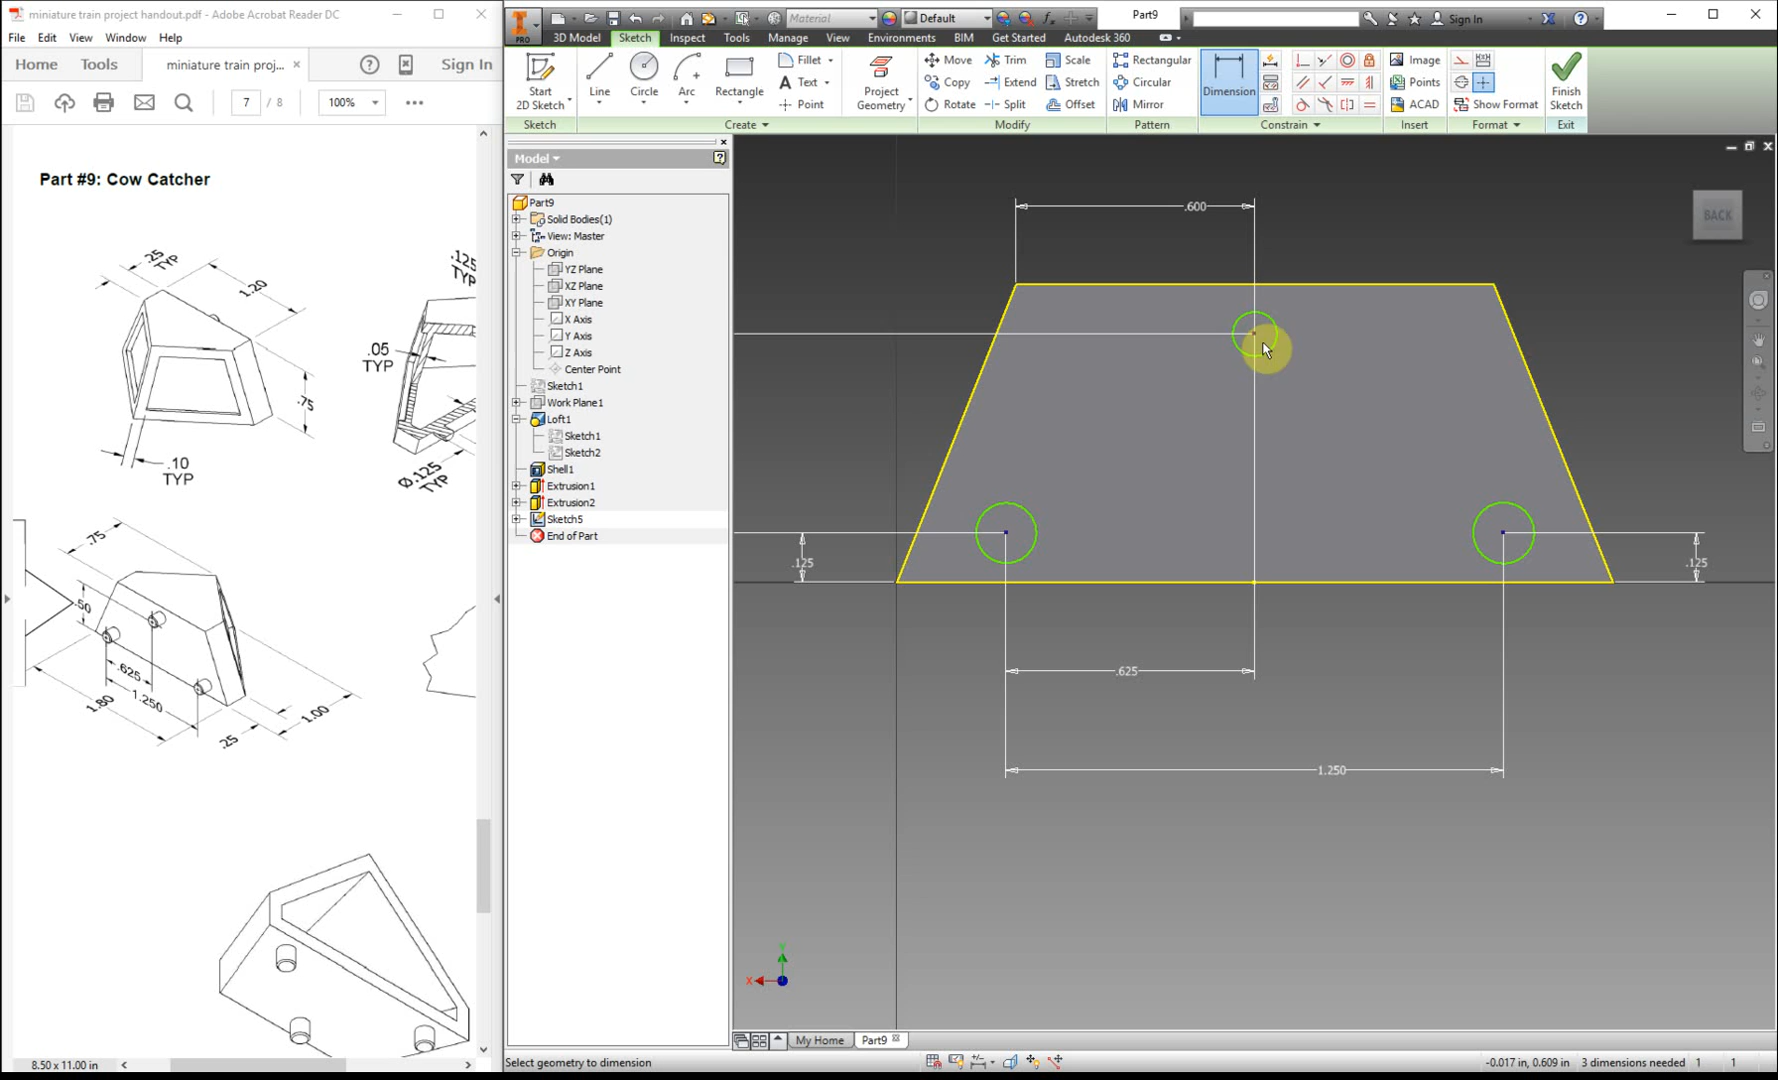 miniature train project handout.pdf - Adobe Acrobat Reader DC
File Edit View Window Help
Home Tools miniature train proj... × Sign In
7 / 8 100%
Part #9: Cow Catcher
.25
TYP
1.20
.75
.10
TYP
.125
TYP
.05
TYP
Ø.125
TYP
.75
.50
.625
1.250
1.80
.25
1.00
8.50 x 11.00 in
PRO
Material Default Part9 Sign In
3D Model Sketch Inspect Tools Manage View Environments BIM Get Started Autodesk 360
Start
2D Sketch
Line Circle Arc Rectangle
Fillet
Text
Point
Project
Geometry
Move Trim Scale
Copy Extend Stretch
Rotate Split Offset
Rectangular
Circular
Mirror
Dimension
Image
Points
ACAD
Show Format
Finish
Sketch
Sketch Create Modify Pattern Constrain Insert Format Exit
Model
Part9
Solid Bodies(1)
View: Master
Origin
YZ Plane
XZ Plane
XY Plane
X Axis
Y Axis
Z Axis
Center Point
Sketch1
Work Plane1
Loft1
Sketch1
Sketch2
Shell1
Extrusion1
Extrusion2
Sketch5
End of Part
BACK
.600
.125
.125
.625
1.250
Y
X
My Home Part9
Select geometry to dimension
-0.017 in, 0.609 in 3 dimensions needed 1 1